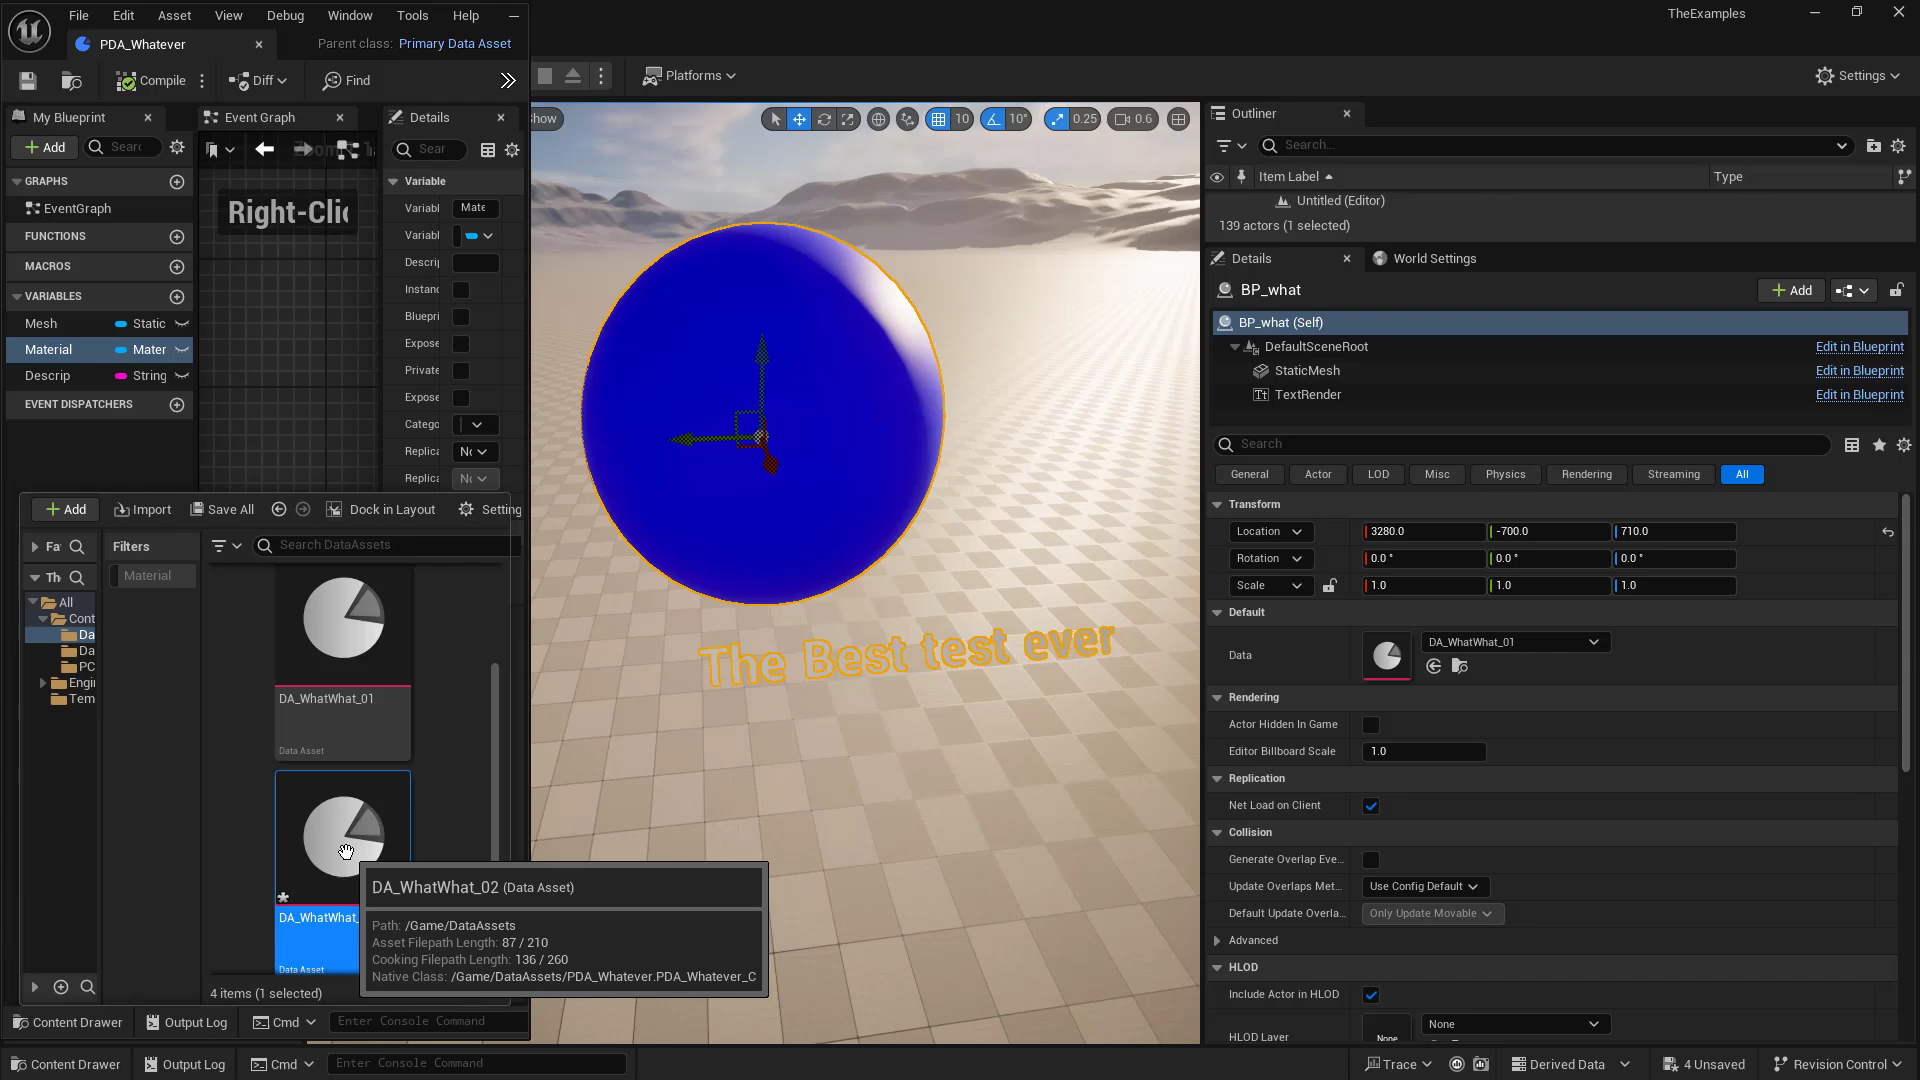 File Edit Asset View Debug Window Tools Help
TheExamples
PDA_Whatever
Parent class: Primary Data Asset
Compile
Diff
Find
Platforms
Settings
My Blueprint
Event Graph
Details
Add
Sear
GRAPHS
EventGraph
FUNCTIONS
MACROS
VARIABLES
Mesh Static
Material Mater
Descrip String
EVENT DISPATCHERS
Right-Clic
Variable
Variabl Mate
Variabl
Descrip
Instanc
Bluepri
Expose
Private
Expose
Catego
Replica
Replica
how
10
10°
0.25
0.6
The Best test ever
Add
Import
Save All
Dock in Layout
Setting
Filters
Search DataAssets
Material
All
Cont
Da
Da
PC
Engi
Tem
DA_WhatWhat_01
Data Asset
DA_WhatWhat_
Data Asset
DA_WhatWhat_02 (Data Asset)
Path: /Game/DataAssets
Asset Filepath Length: 87 / 210
Cooking Filepath Length: 136 / 260
Native Class: /Game/DataAssets/PDA_Whatever.PDA_Whatever_C
4 items (1 selected)
Content Drawer
Output Log
Cmd
Enter Console Command
Outliner
Search...
Item Label
Type
Untitled (Editor)
139 actors (1 selected)
Details
World Settings
BP_what
Add
BP_what (Self)
DefaultSceneRoot Edit in Blueprint
StaticMesh Edit in Blueprint
TextRender Edit in Blueprint
Search
General Actor LOD Misc Physics Rendering Streaming All
Transform
Location 3280.0 -700.0 710.0
Rotation 0.0 ° 0.0 ° 0.0 °
Scale 1.0 1.0 1.0
Default
Data DA_WhatWhat_01
Rendering
Actor Hidden In Game
Editor Billboard Scale 1.0
Replication
Net Load on Client
Collision
Generate Overlap Eve...
Update Overlaps Met... Use Config Default
Default Update Overla... Only Update Movable
Advanced
HLOD
Include Actor in HLOD
HLOD Layer None
None
Content Drawer
Output Log
Cmd
Enter Console Command
Trace
Derived Data
4 Unsaved
Revision Control